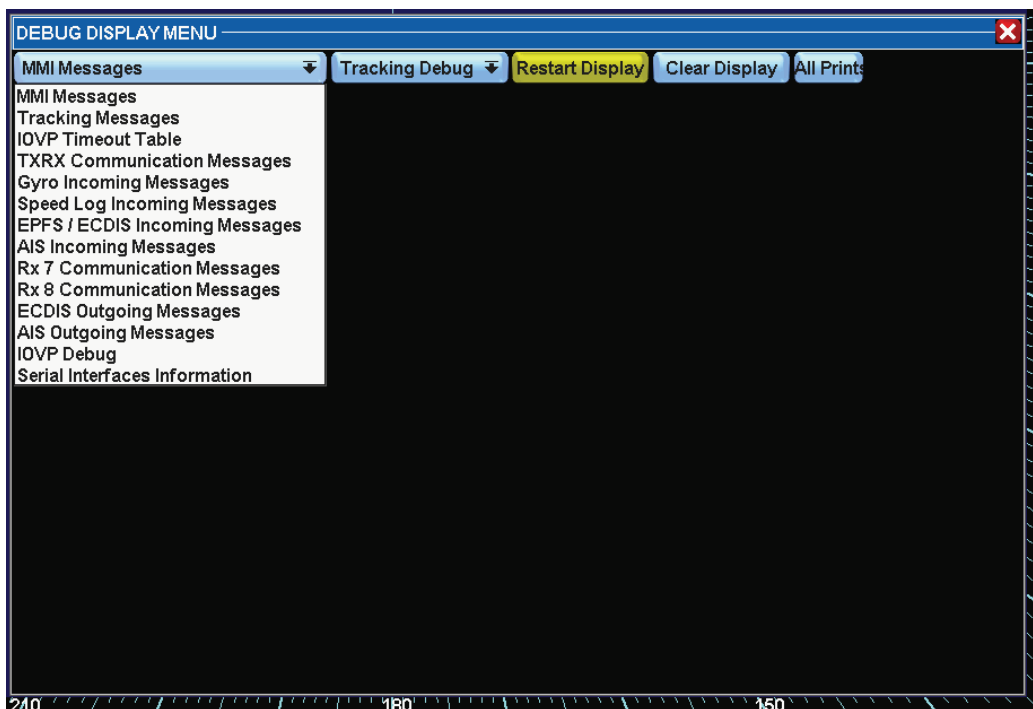 DEBUG DISPLAY MENU
MMI Messages Tracking Debug Restart Display Clear Display All Prints
MMI Messages
Tracking Messages
IOVP Timeout Table
TXRX Communication Messages
Gyro Incoming Messages
Speed Log Incoming Messages
EPFS / ECDIS Incoming Messages
AIS Incoming Messages
Rx 7 Communication Messages
Rx 8 Communication Messages
ECDIS Outgoing Messages
AIS Outgoing Messages
IOVP Debug
Serial Interfaces Information
210 180 150